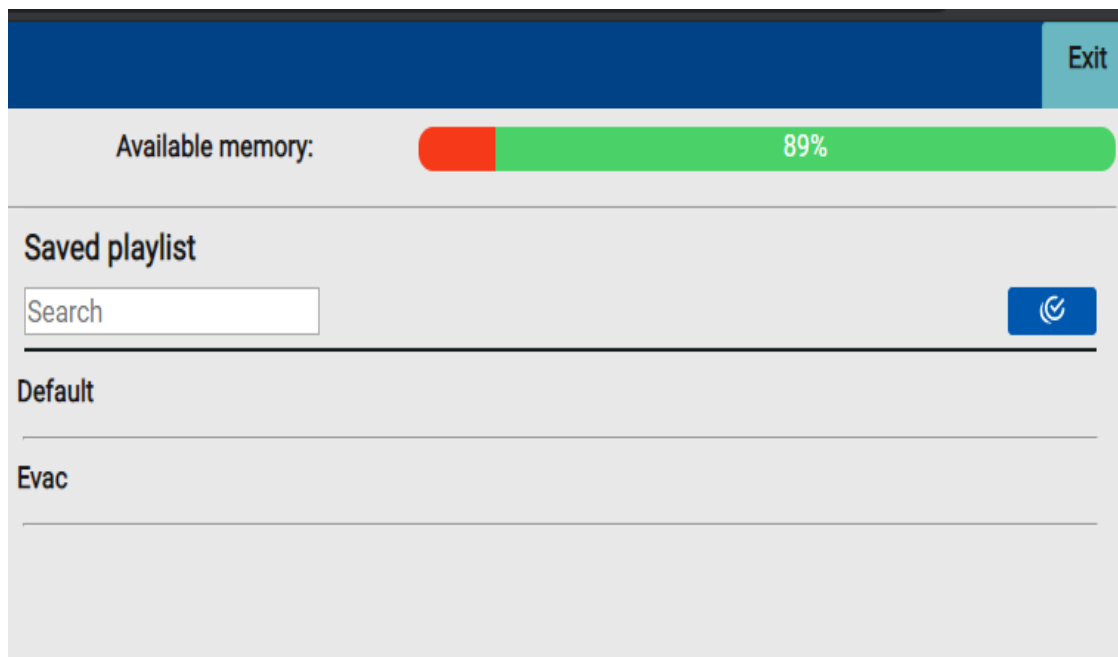 Exit
Available memory: 89%
Saved playlist
Search
Default
Evac